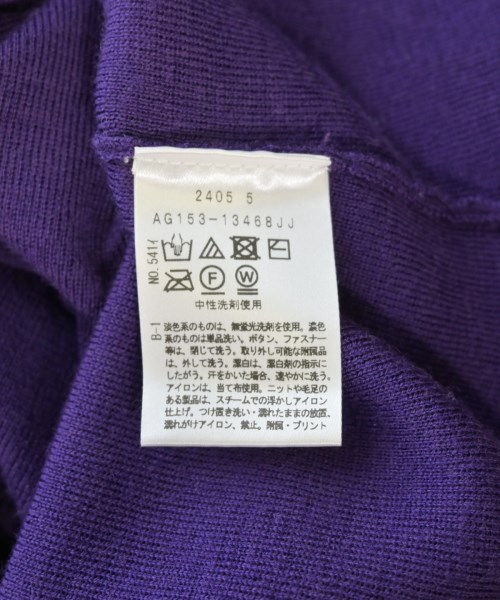 2405 5
AG153-13468JJ
NO.541イ
F W
中性洗剤使用
B-1
淡色系のものは、無蛍光洗剤を使用。濃色
系のものは単品洗い。ボタン、ファスナー
等は、閉じて洗う。取り外し可能な附属品
は、外して洗う。漂白は、漂白剤の指示に
したがう。汗をかいた場合、速やかに洗う。
アイロンは、当て布使用。ニットや毛足の
ある製品は、スチームでの浮かしアイロン
仕上げ。つけ置き洗い・濡れたままの放置、
濡れがけアイロン、禁止。附属・プリント